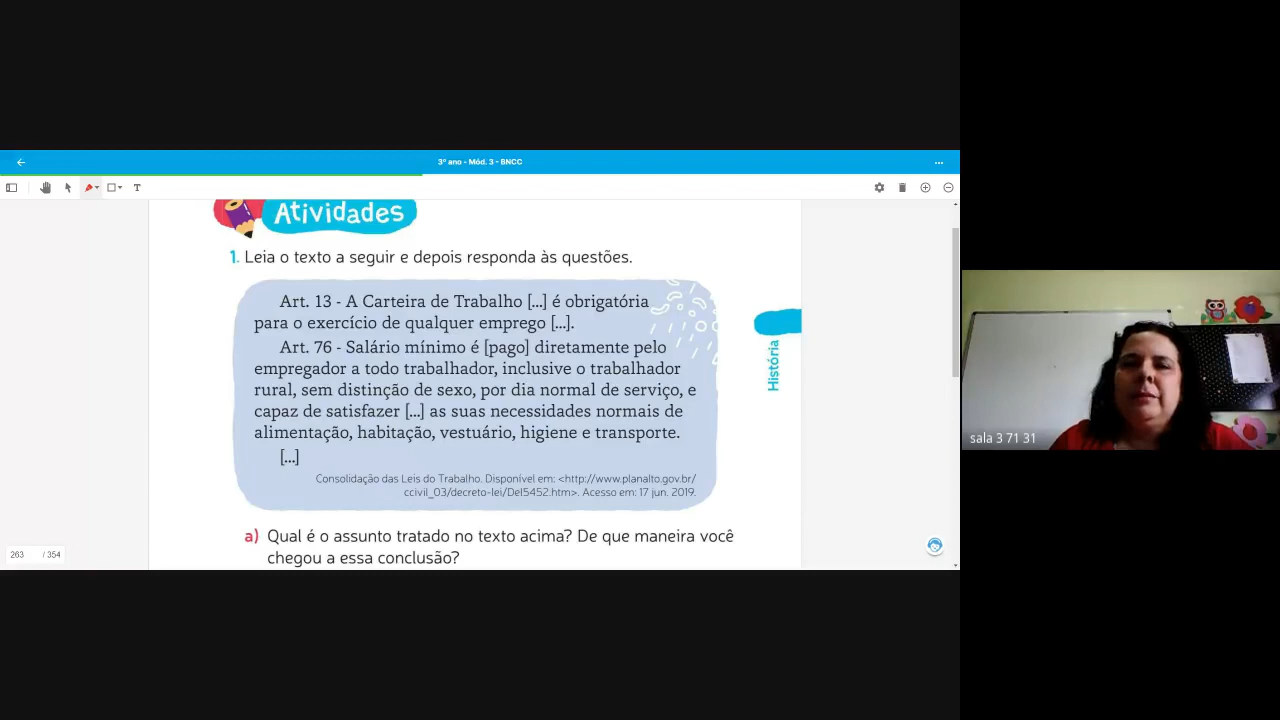 3º ano - Mód. 3 - BNCC
T
Atividades
1. Leia o texto a seguir e depois responda às questões.
Art. 13 - A Carteira de Trabalho [...] é obrigatória
para o exercício de qualquer emprego [...].
Art. 76 - Salário mínimo é [pago] diretamente pelo
empregador a todo trabalhador, inclusive o trabalhador
rural, sem distinção de sexo, por dia normal de serviço, e
capaz de satisfazer [...] as suas necessidades normais de
alimentação, habitação, vestuário, higiene e transporte.
[...]
Consolidação das Leis do Trabalho. Disponível em: <http://www.planalto.gov.br/
ccivil_03/decreto-lei/Del5452.htm>. Acesso em: 17 jun. 2019.
História
a) Qual é o assunto tratado no texto acima? De que maneira você
chegou a essa conclusão?
263 / 354
sala 3 71 31